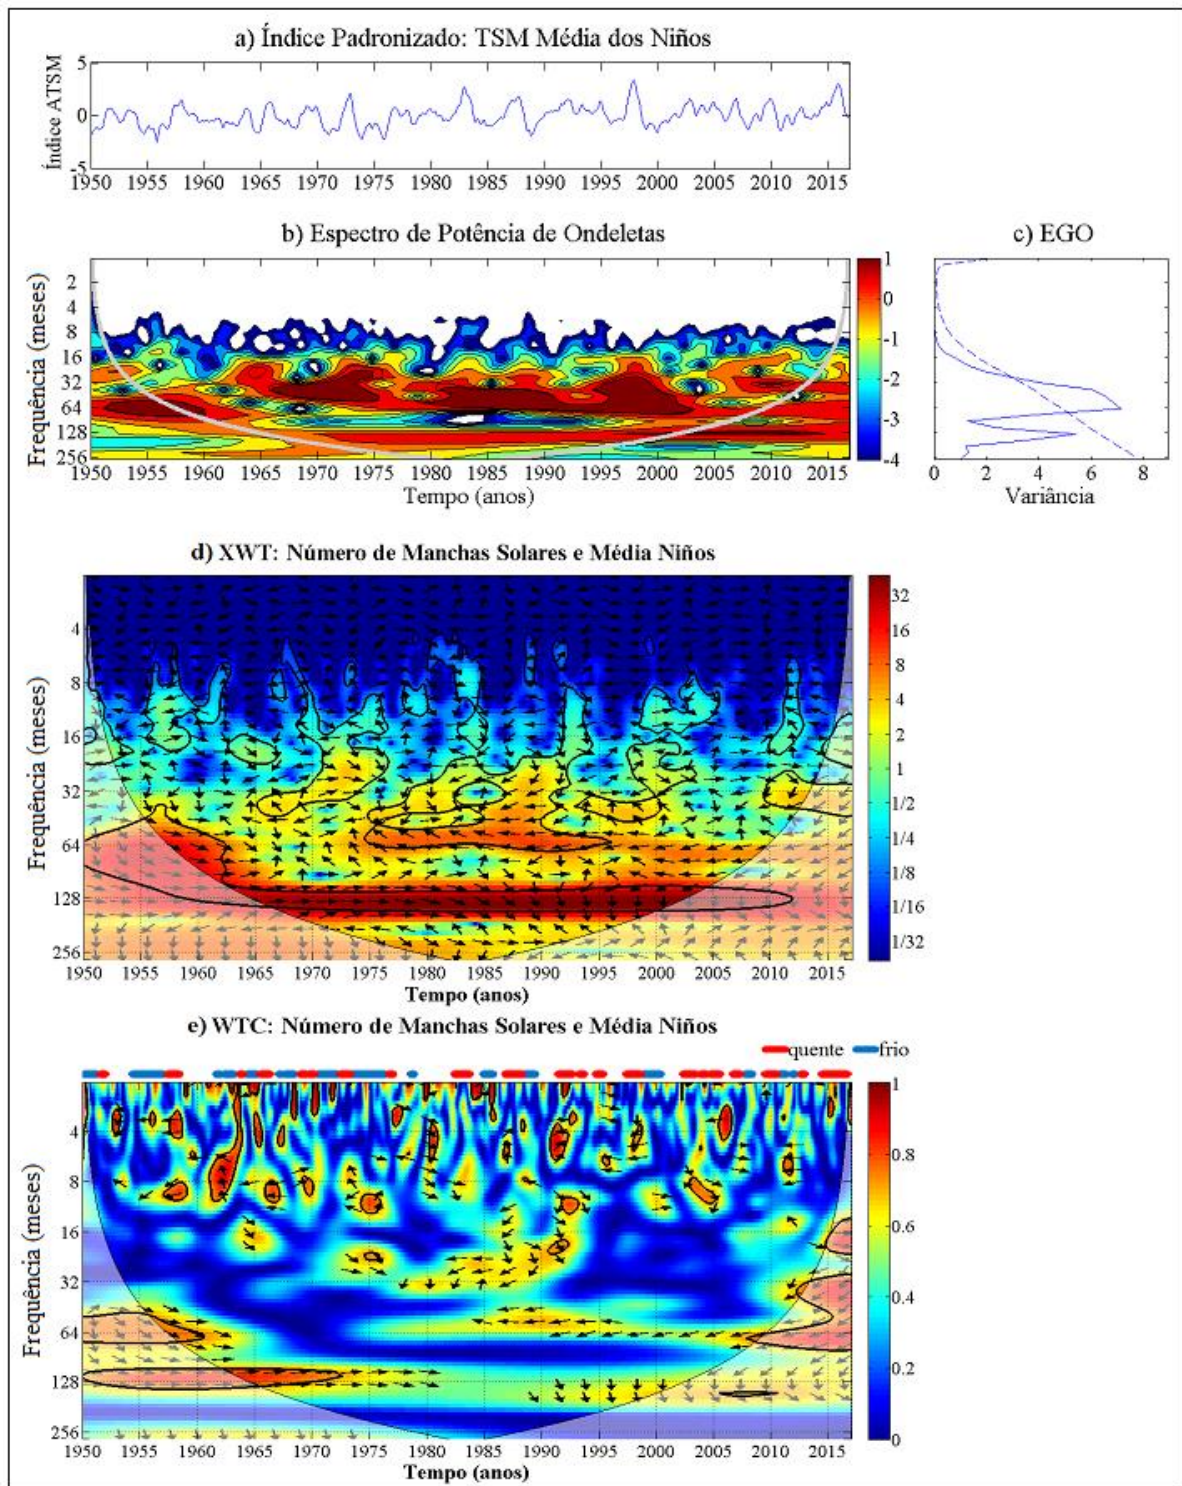 a) Índice Padronizado: TSM Média dos Niños
Índice ATSM
5
0
-5
1950 1955 1960 1965 1970 1975 1980 1985 1990 1995 2000 2005 2010 2015
b) Espectro de Potência de Ondeletas
Frequência (meses)
2
4
8
16
32
64
128
256
1950 1955 1960 1965 1970 1975 1980 1985 1990 1995 2000 2005 2010 2015
Tempo (anos)
1
0
-1
-2
-3
-4
c) EGO
0 2 4 6 8
Variância
d) XWT: Número de Manchas Solares e Média Niños
Frequência (meses)
4
8
16
32
64
128
256
1950 1955 1960 1965 1970 1975 1980 1985 1990 1995 2000 2005 2010 2015
Tempo (anos)
32
16
8
4
2
1
1/2
1/4
1/8
1/16
1/32
e) WTC: Número de Manchas Solares e Média Niños
quente frio
Frequência (meses)
4
8
16
32
64
128
256
1950 1955 1960 1965 1970 1975 1980 1985 1990 1995 2000 2005 2010 2015
Tempo (anos)
1
0.8
0.6
0.4
0.2
0